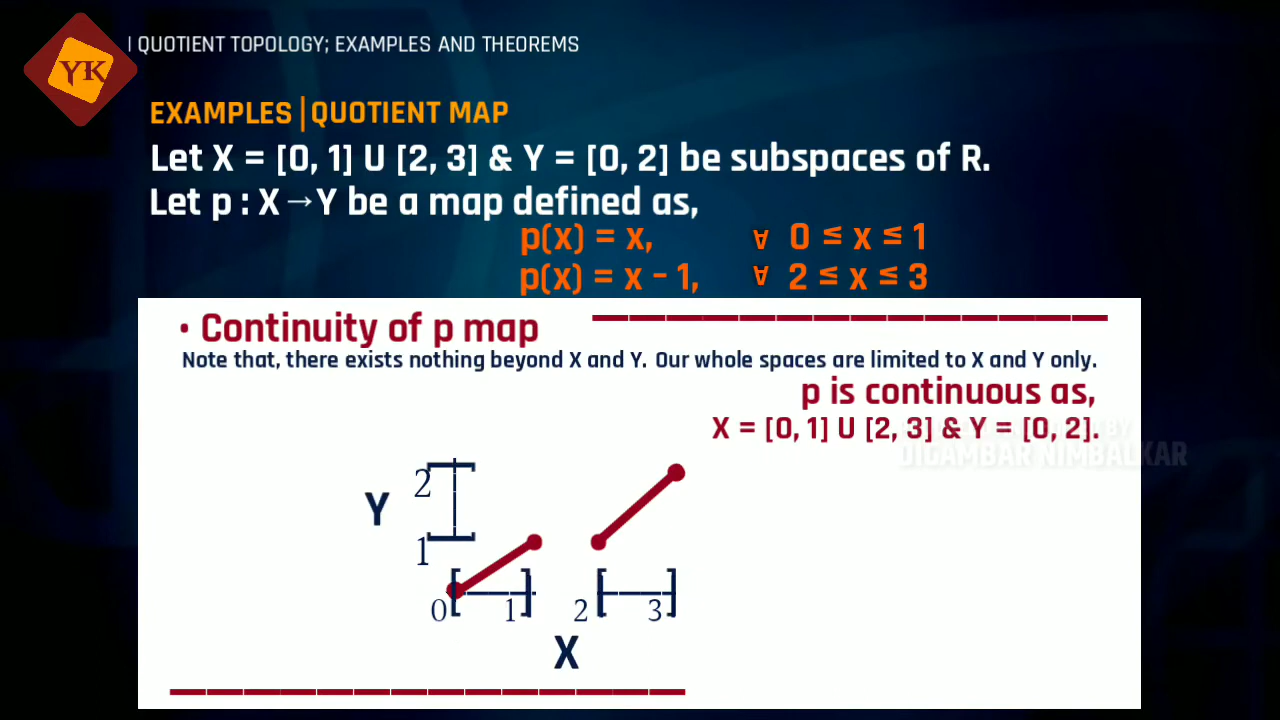 YK
QUOTIENT TOPOLOGY; EXAMPLES AND THEOREMS
EXAMPLES | QUOTIENT MAP
Let X = [0, 1] U [2, 3] & Y = [0, 2] be subspaces of R.
Let p : X → Y be a map defined as,
p(x) = x, ∀ 0 ≤ x ≤ 1
p(x) = x - 1, ∀ 2 ≤ x ≤ 3
• Continuity of p map
Note that, there exists nothing beyond X and Y. Our whole spaces are limited to X and Y only.
p is continuous as,
X = [0, 1] U [2, 3] & Y = [0, 2].
DIGAMBAR NIMBALKAR
2
Y
1
0 1 2 3
X